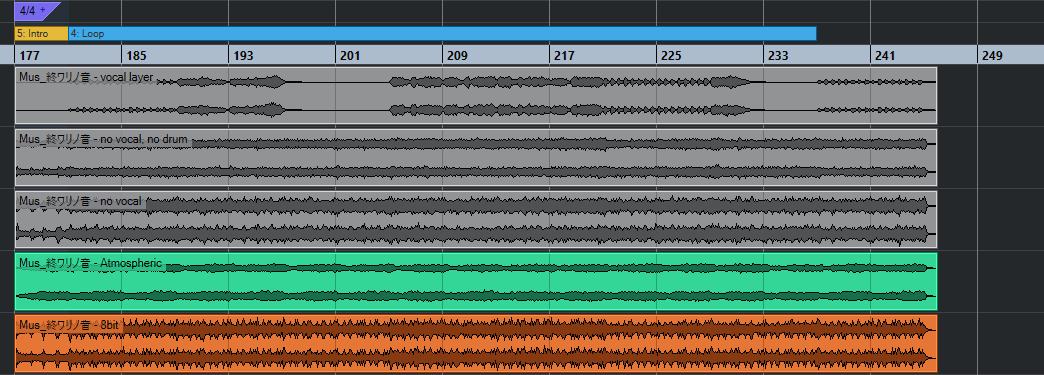 4/4 +
5: Intro 4: Loop
177 185 193 201 209 217 225 233 241 249
Mus_終ワリノ音 - vocal layer
Mus_終ワリノ音 - no vocal, no drum
Mus_終ワリノ音 - no vocal
Mus_終ワリノ音 - Atmospheric
Mus_終ワリノ音 - 8bit